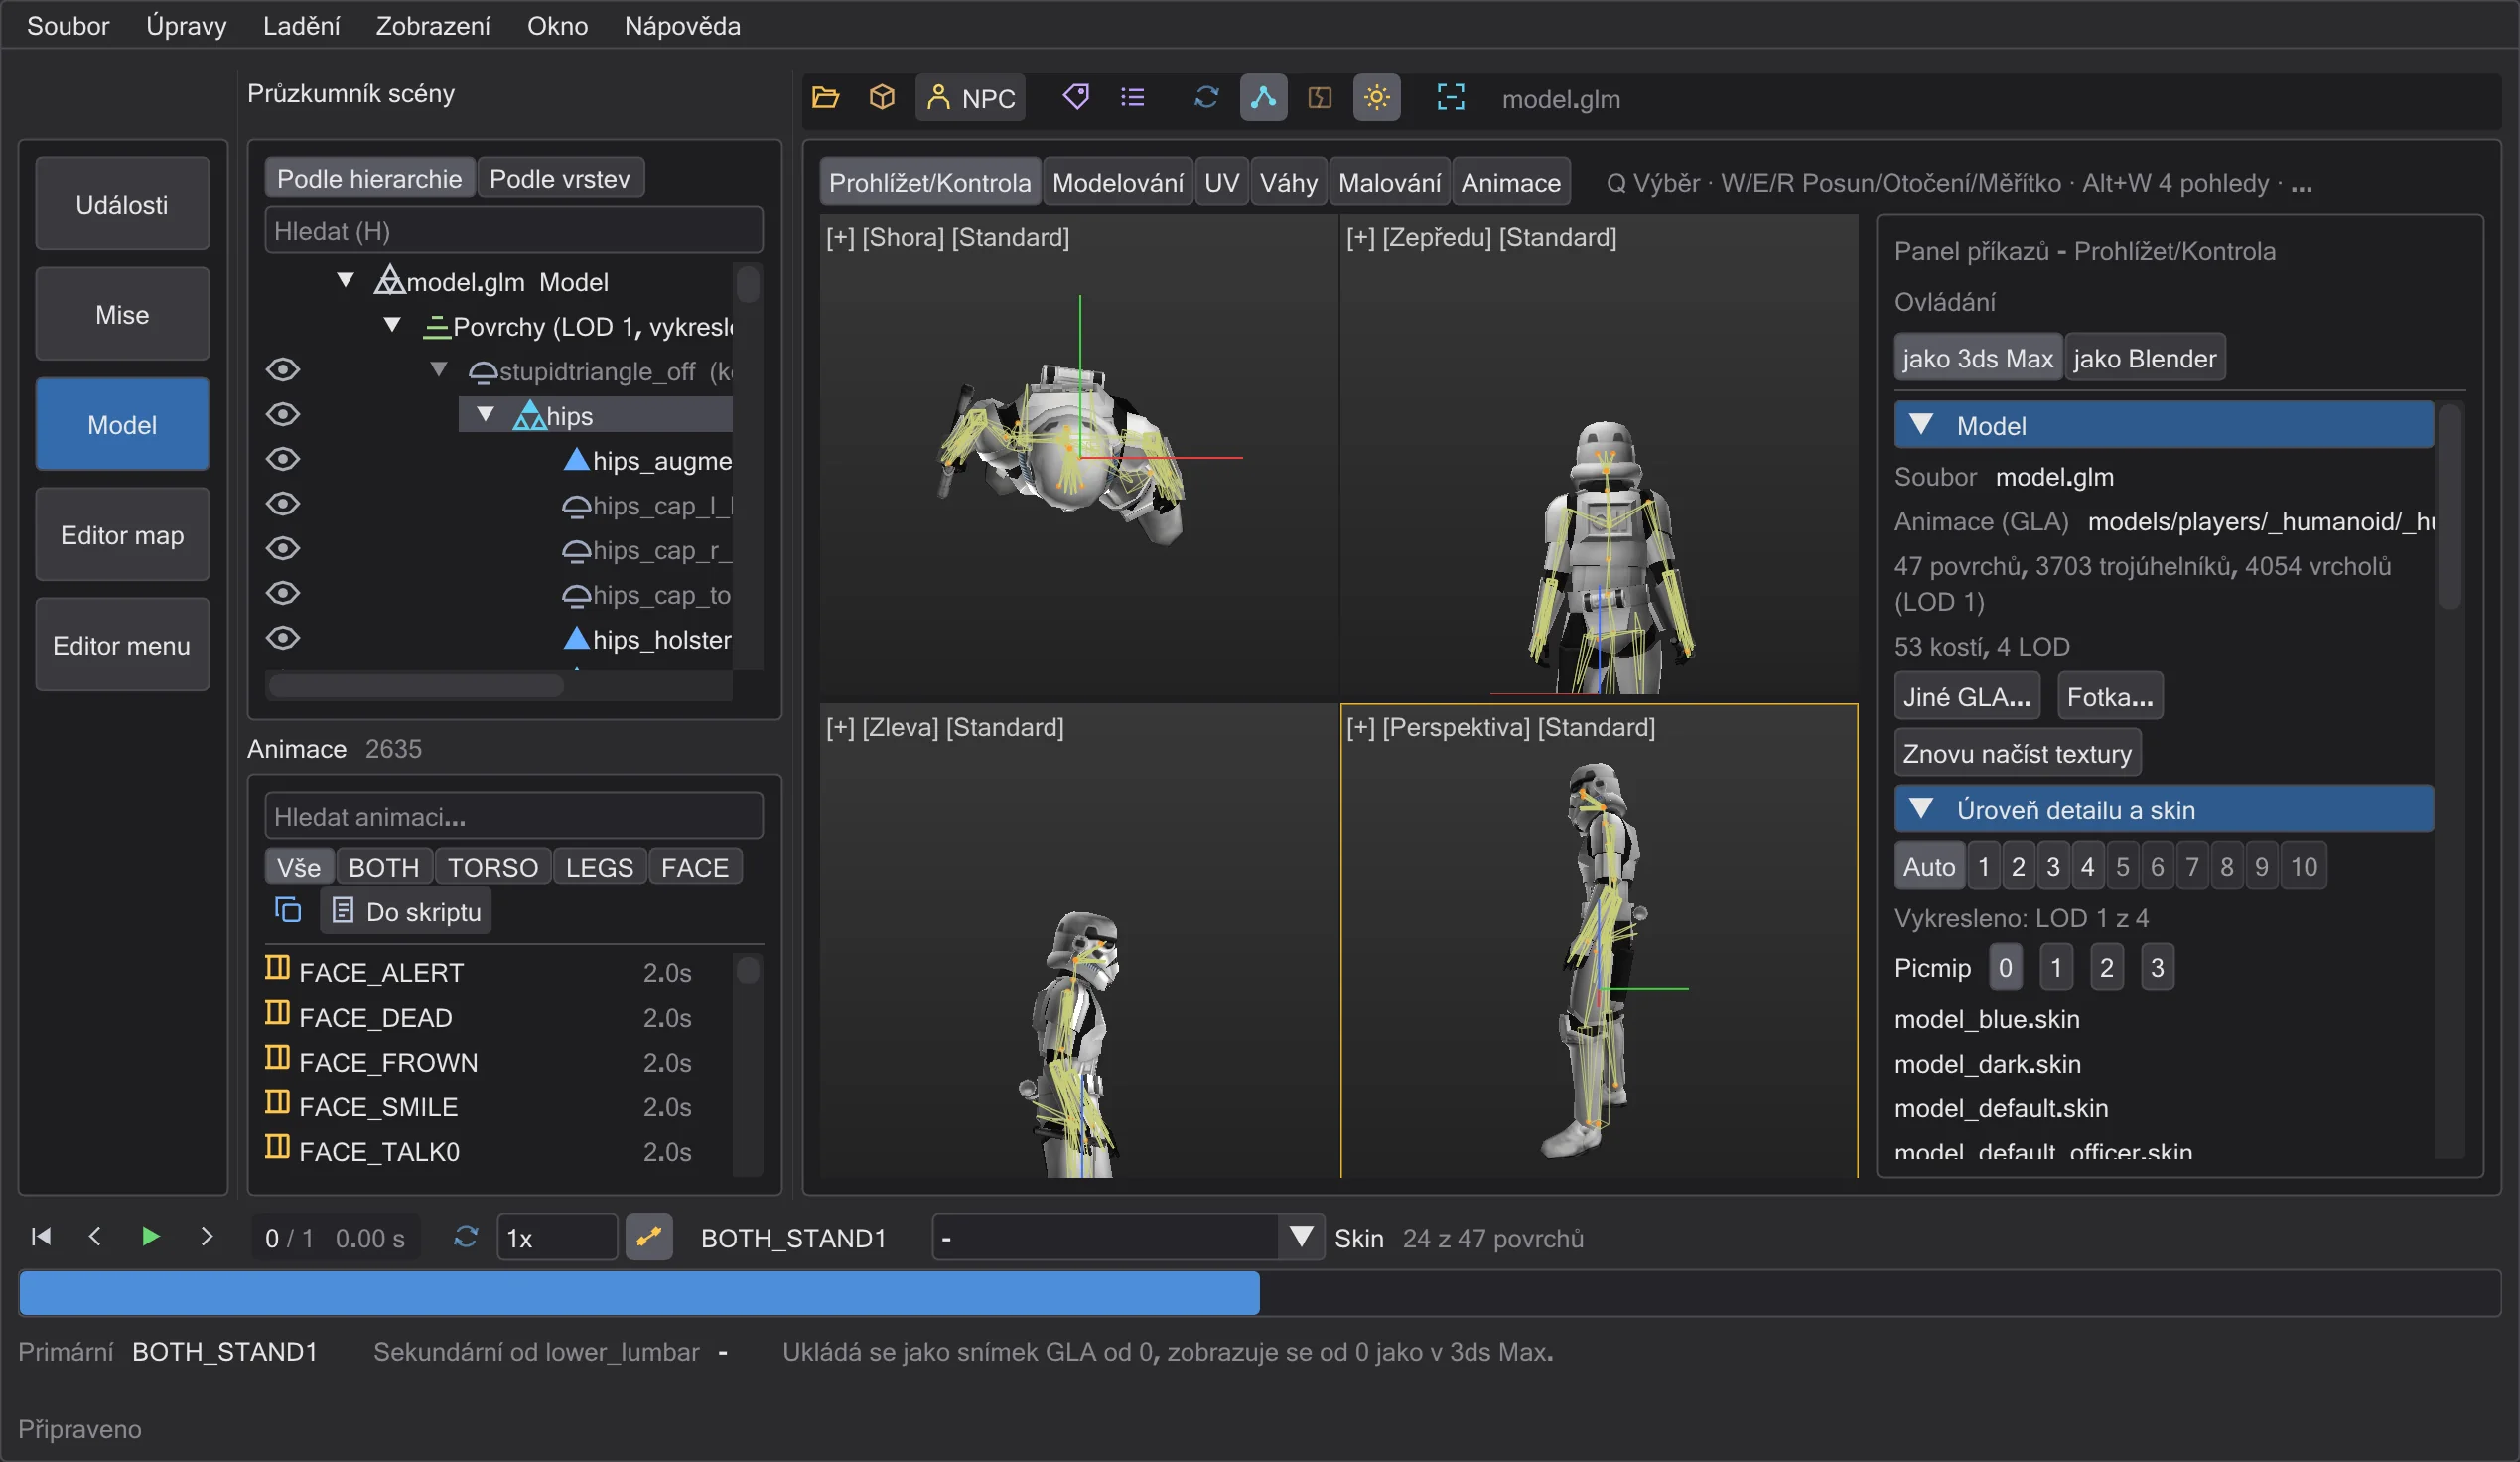 Soubor Úpravy Ladění Zobrazení Okno Nápověda
Průzkumník scény
NPC
model.glm
Události
Mise
Model
Editor map
Editor menu
Podle hierarchie Podle vrstev
Hledat (H)
model.glm Model
Povrchy (LOD 1, vykresl
stupidtriangle_off (k
hips
hips_augme
hips_cap_l_
hips_cap_r_
hips_cap_to
hips_holster
Animace 2635
Hledat animaci...
Vše BOTH TORSO LEGS FACE
Do skriptu
FACE_ALERT 2.0s
FACE_DEAD 2.0s
FACE_FROWN 2.0s
FACE_SMILE 2.0s
FACE_TALK0 2.0s
Prohlížet/Kontrola Modelování UV Váhy Malování Animace
Q Výběr · W/E/R Posun/Otočení/Měřítko · Alt+W 4 pohledy · ...
[+] [Shora] [Standard]
[+] [Zepředu] [Standard]
[+] [Zleva] [Standard]
[+] [Perspektiva] [Standard]
Panel příkazů - Prohlížet/Kontrola
Ovládání
jako 3ds Max jako Blender
Model
Soubor model.glm
Animace (GLA) models/players/_humanoid/_h
47 povrchů, 3703 trojúhelníků, 4054 vrcholů
(LOD 1)
53 kostí, 4 LOD
Jiné GLA... Fotka...
Znovu načíst textury
Úroveň detailu a skin
Auto 1 2 3 4 5 6 7 8 9 10
Vykresleno: LOD 1 z 4
Picmip 0 1 2 3
model_blue.skin
model_dark.skin
model_default.skin
model_default_officer.skin
0 / 1 0.00 s
1x
BOTH_STAND1
-
Skin 24 z 47 povrchů
Primární BOTH_STAND1 Sekundární od lower_lumbar - Ukládá se jako snímek GLA od 0, zobrazuje se od 0 jako v 3ds Max.
Připraveno